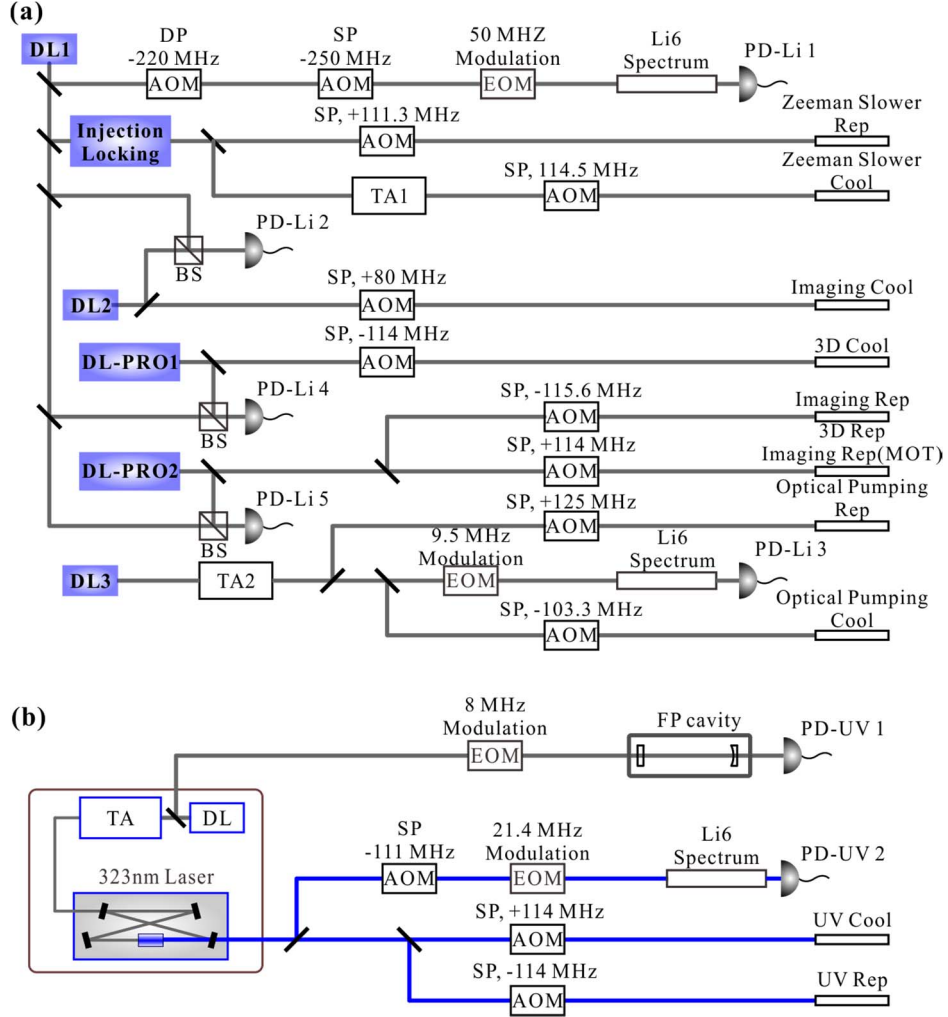 (a)
DL1
DP
-220 MHz
AOM
SP
-250 MHz
AOM
50 MHZ
Modulation
EOM
Li6
Spectrum
PD-Li 1
Injection
Locking
SP, +111.3 MHz
AOM
Zeeman Slower
Rep
TA1
SP, 114.5 MHz
AOM
Zeeman Slower
Cool
PD-Li 2
BS
DL2
SP, +80 MHz
AOM
Imaging Cool
DL-PRO1
SP, -114 MHz
AOM
3D Cool
PD-Li 4
BS
SP, -115.6 MHz
AOM
Imaging Rep
DL-PRO2
SP, +114 MHz
AOM
3D Rep
Imaging Rep(MOT)
PD-Li 5
BS
SP, +125 MHz
AOM
Optical Pumping
Rep
DL3
TA2
9.5 MHz
Modulation
EOM
Li6
Spectrum
PD-Li 3
SP, -103.3 MHz
AOM
Optical Pumping
Cool
(b)
8 MHz
Modulation
EOM
FP cavity
PD-UV 1
TA
DL
323nm Laser
SP
-111 MHz
AOM
21.4 MHz
Modulation
EOM
Li6
Spectrum
PD-UV 2
SP, +114 MHz
AOM
UV Cool
SP, -114 MHz
AOM
UV Rep